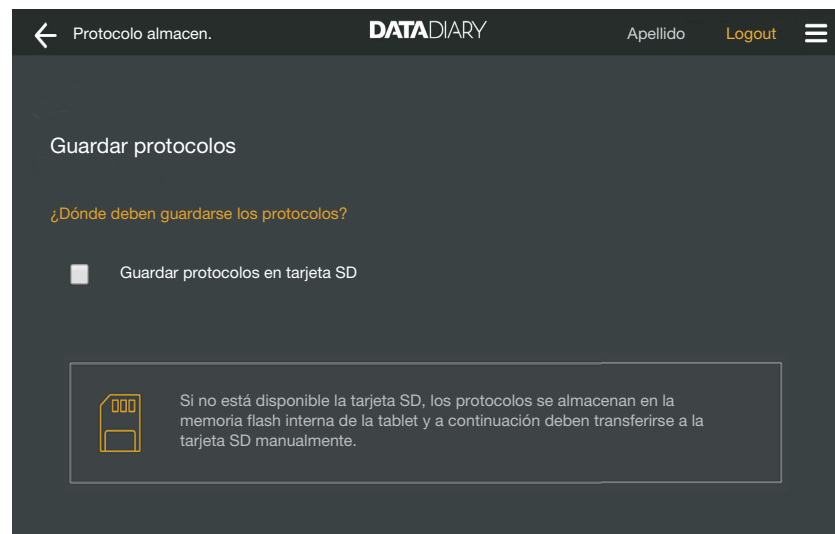 Protocolo almacen.
DATADIARY
Apellido
Logout
Guardar protocolos
¿Dónde deben guardarse los protocolos?
Guardar protocolos en tarjeta SD
Si no está disponible la tarjeta SD, los protocolos se almacenan en la
memoria flash interna de la tablet y a continuación deben transferirse a la
tarjeta SD manualmente.